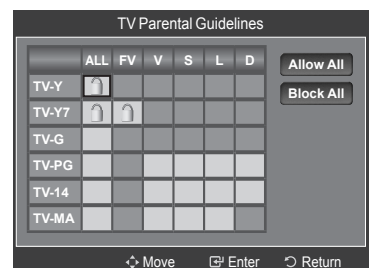 TV Parental Guidelines
ALL FV V S L D
Allow All
Block All
TV-Y
TV-Y7
TV-G
TV-PG
TV-14
TV-MA
Move Enter Return